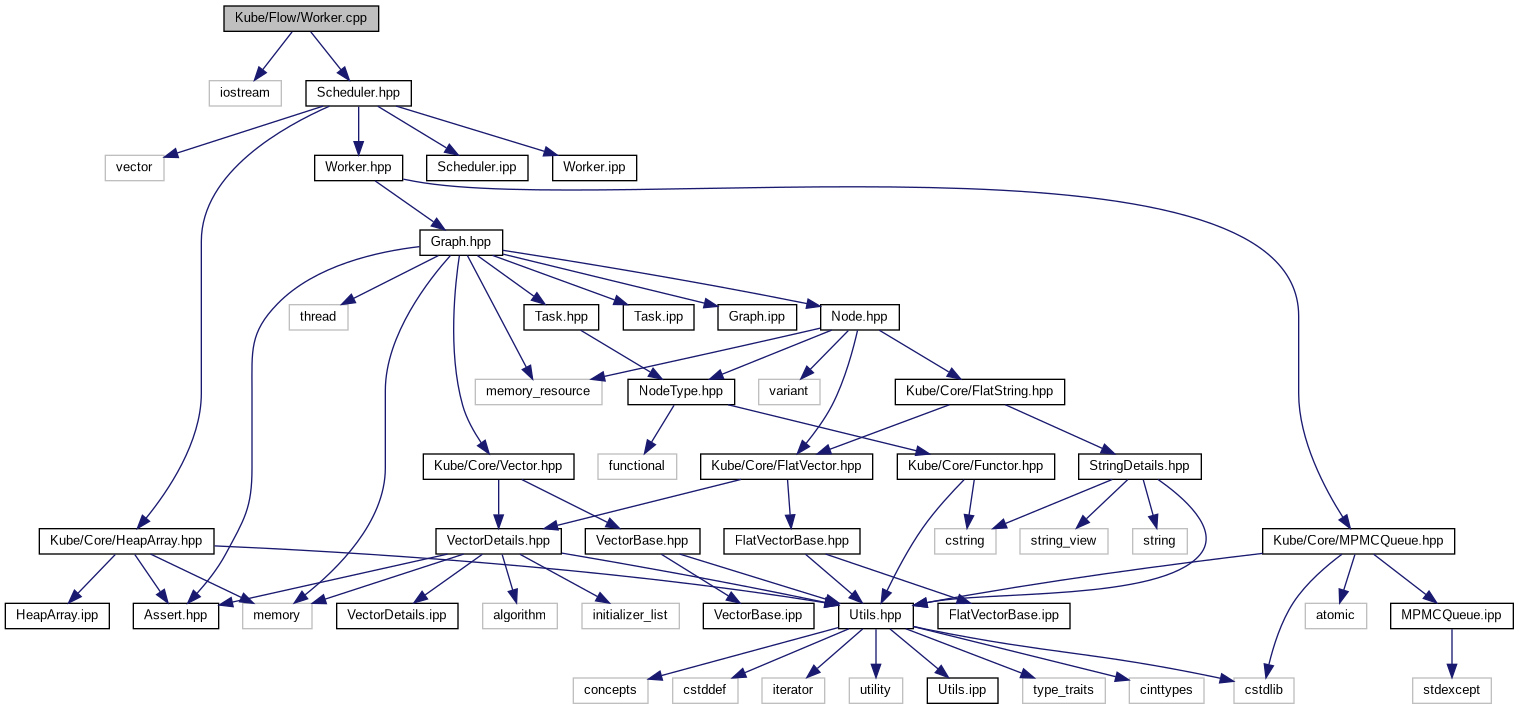 Kube/Flow/Worker.cpp
iostream
Scheduler.hpp
vector
Worker.hpp
Scheduler.ipp
Worker.ipp
Graph.hpp
thread
Task.hpp
Task.ipp
Graph.ipp
Node.hpp
memory_resource
NodeType.hpp
variant
Kube/Core/FlatString.hpp
Kube/Core/Vector.hpp
functional
Kube/Core/FlatVector.hpp
Kube/Core/Functor.hpp
StringDetails.hpp
Kube/Core/HeapArray.hpp
VectorDetails.hpp
VectorBase.hpp
FlatVectorBase.hpp
cstring
string_view
string
Kube/Core/MPMCQueue.hpp
HeapArray.ipp
Assert.hpp
memory
VectorDetails.ipp
algorithm
initializer_list
VectorBase.ipp
Utils.hpp
FlatVectorBase.ipp
atomic
MPMCQueue.ipp
concepts
cstddef
iterator
utility
Utils.ipp
type_traits
cinttypes
cstdlib
stdexcept